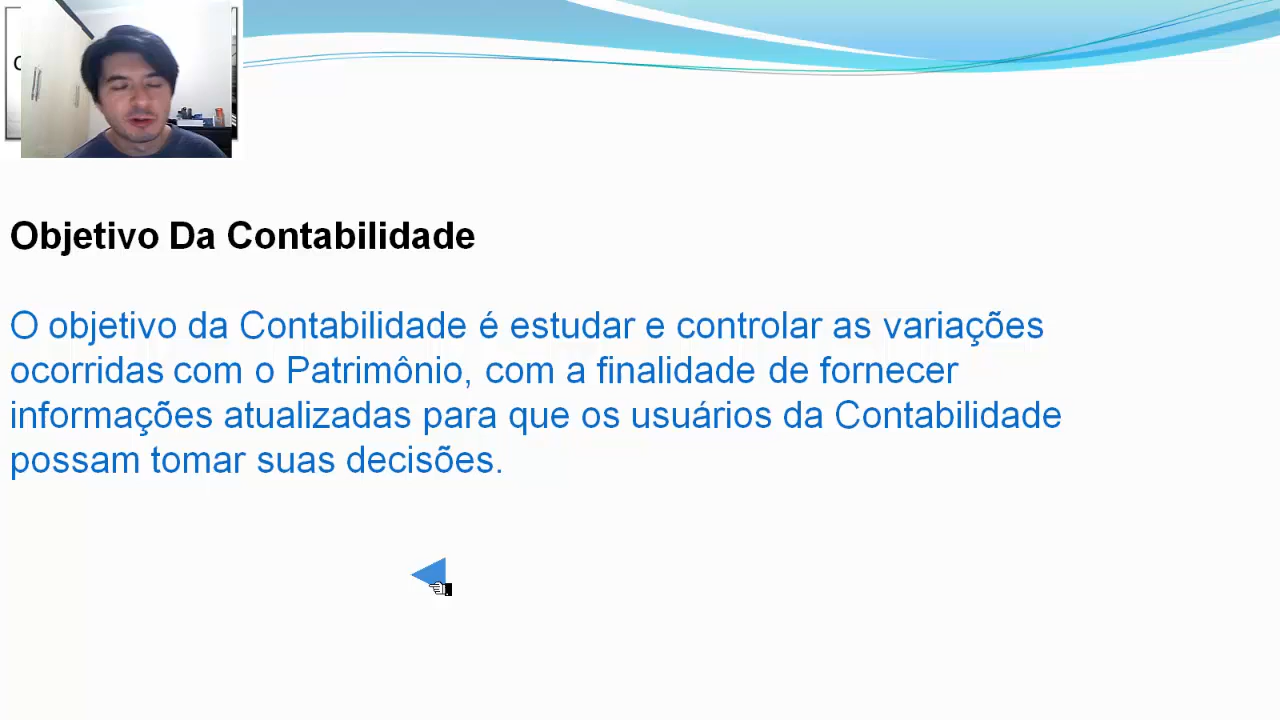 Objetivo Da Contabilidade
O objetivo da Contabilidade é estudar e controlar as variações
ocorridas com o Patrimônio, com a finalidade de fornecer
informações atualizadas para que os usuários da Contabilidade
possam tomar suas decisões.